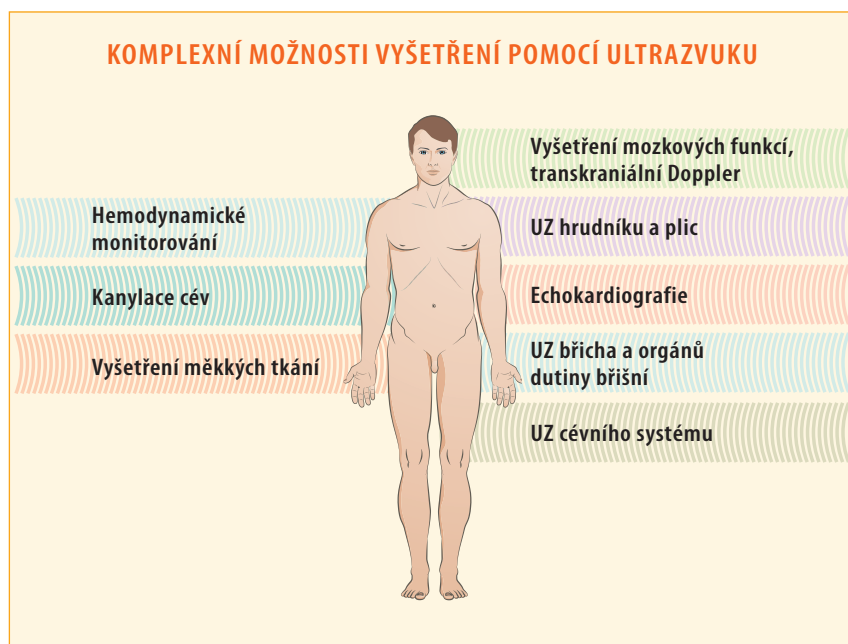 KOMPLEXNÍ MOŽNOSTI VYŠETŘENÍ POMOCÍ ULTRAZVUKU
Hemodynamické
monitorování
Kanylace cév
Vyšetření měkkých tkání
Vyšetření mozkových funkcí,
transkraniální Doppler
UZ hrudníku a plic
Echokardiografie
UZ břicha a orgánů
dutiny břišní
UZ cévního systému